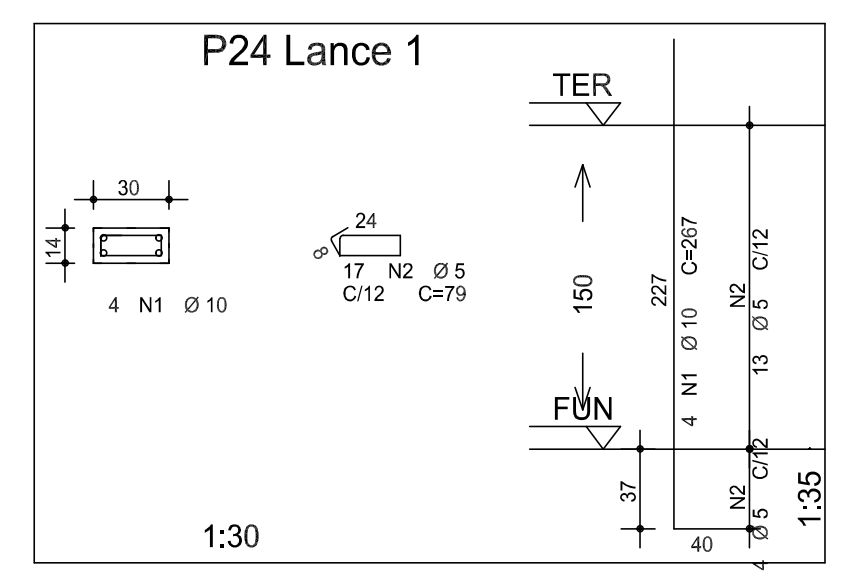 P24 Lance 1
TER
30
14
4 N1 Ø 10
24
8
17 N2 Ø 5
C/12 C=79
150
227
4 N1 Ø 10 C=267
13 Ø 5 N2 C/12
FUN
37
4 Ø 5 N2 C/12
40
1:30
1:35